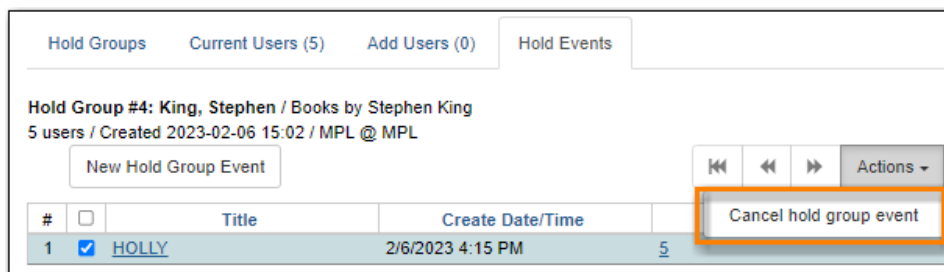 Hold Groups Current Users (5) Add Users (0) Hold Events
Hold Group #4: King, Stephen / Books by Stephen King
5 users / Created 2023-02-06 15:02 / MPL @ MPL
New Hold Group Event Actions
Cancel hold group event
# Title Create Date/Time
1 HOLLY 2/6/2023 4:15 PM 5